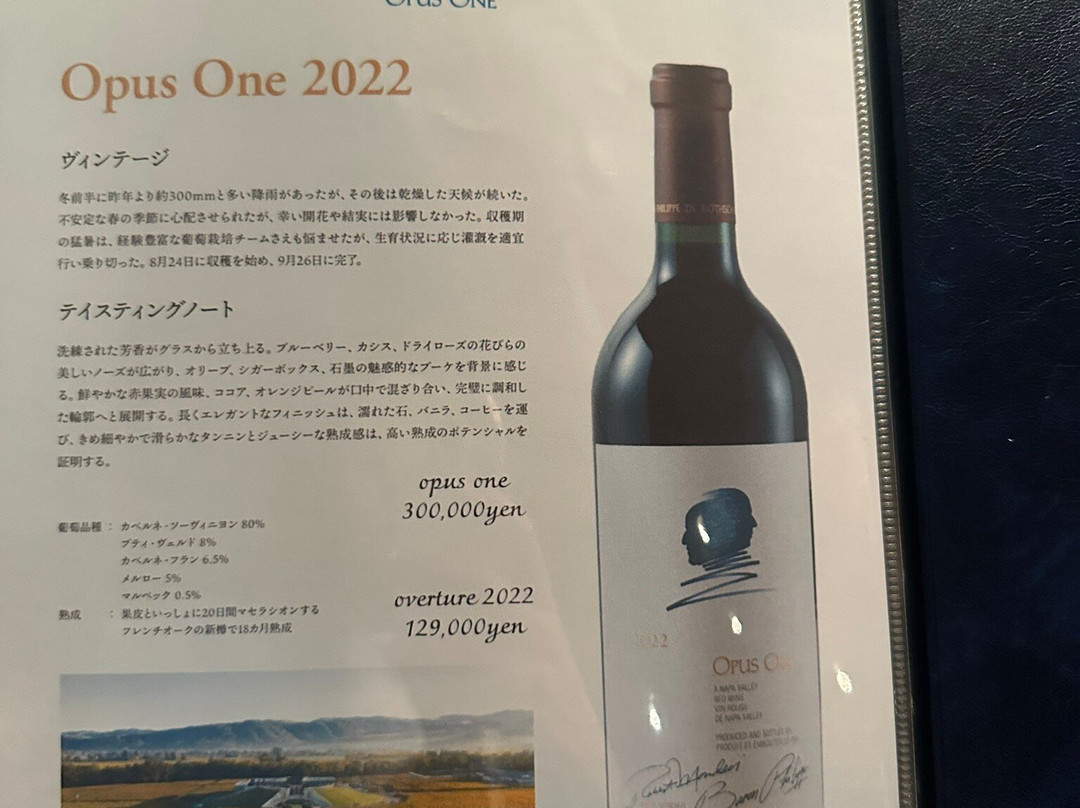 Opus One
Opus One 2022
ヴィンテージ
冬前半に昨年より約300mmと多い降雨があったが、その後は乾燥した天候が続いた。
不安定な春の季節に心配させられたが、幸い開花や結実には影響しなかった。収穫期
の猛暑は、経験豊富な葡萄栽培チームさえも悩ませたが、生育状況に応じ灌漑を適宜
行い乗り切った。8月24日に収穫を始め、9月26日に完了。
テイスティングノート
洗練された芳香がグラスから立ち上る。ブルーベリー、カシス、ドライローズの花びらの
美しいノーズが広がり、オリーブ、シガーボックス、石墨の魅惑的なブーケを背景に感じ
る。鮮やかな赤果実の風味、ココア、オレンジピールが口中で混ざり合い、完璧に調和し
た輪郭へと展開する。長くエレガントなフィニッシュは、濡れた石、バニラ、コーヒーを運
び、きめ細やかで滑らかなタンニンとジューシーな熟成感は、高い熟成のポテンシャルを
証明する。
opus one
300,000yen
葡萄品種 : カベルネ・ソーヴィニヨン 80%
プティ・ヴェルド 8%
カベルネ・フラン 6.5%
メルロー 5%
マルベック 0.5%
熟成 : 果皮といっしょに20日間マセラシオンする
フレンチオークの新樽で18カ月熟成
overture 2022
129,000yen
PHILIPPE DE ROTHSC
2022
OPUS ONE
A NAPA VALLEY
RED WINE
VIN ROUGE
DE NAPA VALLEY
PRODUCED AND BOTTLED BY
PRODUIT ET EMBOUTEILLÉ PAR
Robert Mondavi